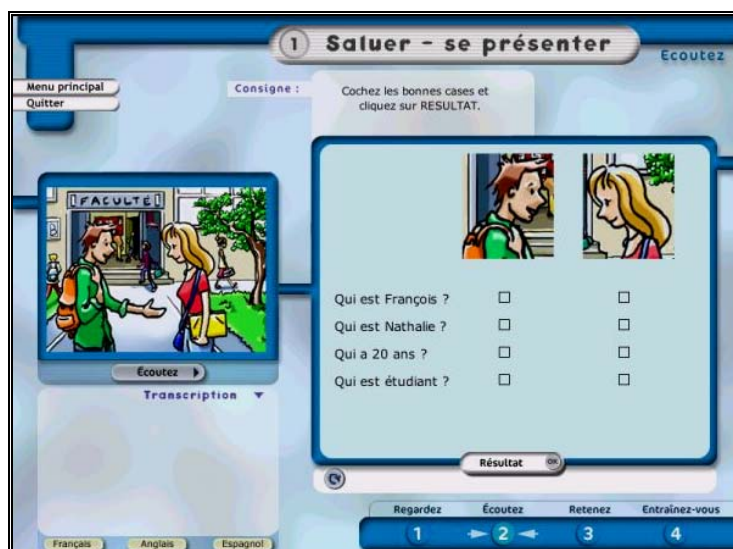 1 Saluer - se présenter
Ecoutez
Menu principal
Quitter
Consigne :
Cochez les bonnes cases et
cliquez sur RESULTAT.
FACULTÉ
Écoutez
Transcription
Qui est François ?
Qui est Nathalie ?
Qui a 20 ans ?
Qui est étudiant ?
Résultat OK
Français Anglais Espagnol
Regardez Écoutez Retenez Entraînez-vous
1 2 3 4